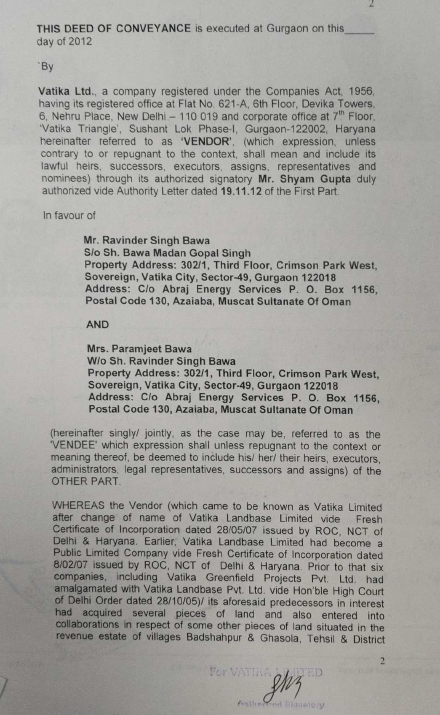 2
THIS DEED OF CONVEYANCE is executed at Gurgaon on this_____
day of 2012
`By
Vatika Ltd., a company registered under the Companies Act, 1956,
having its registered office at Flat No. 621-A, 6th Floor, Devika Towers,
6, Nehru Place, New Delhi – 110 019 and corporate office at 7th Floor,
'Vatika Triangle', Sushant Lok Phase-I, Gurgaon-122002, Haryana
hereinafter referred to as 'VENDOR', (which expression, unless
contrary to or repugnant to the context, shall mean and include its
lawful heirs, successors, executors, assigns, representatives and
nominees) through its authorized signatory Mr. Shyam Gupta duly
authorized vide Authority Letter dated 19.11.12 of the First Part.
In favour of
Mr. Ravinder Singh Bawa
S/o Sh. Bawa Madan Gopal Singh
Property Address: 302/1, Third Floor, Crimson Park West,
Sovereign, Vatika City, Sector-49, Gurgaon 122018
Address: C/o Abraj Energy Services P. O. Box 1156,
Postal Code 130, Azaiba, Muscat Sultanate Of Oman
AND
Mrs. Paramjeet Bawa
W/o Sh. Ravinder Singh Bawa
Property Address: 302/1, Third Floor, Crimson Park West,
Sovereign, Vatika City, Sector-49, Gurgaon 122018
Address: C/o Abraj Energy Services P. O. Box 1156,
Postal Code 130, Azaiba, Muscat Sultanate Of Oman
(hereinafter singly/ jointly, as the case may be, referred to as the
'VENDEE' which expression shall unless repugnant to the context or
meaning thereof, be deemed to include his/ her/ their heirs, executors,
administrators, legal representatives, successors and assigns) of the
OTHER PART.
WHEREAS the Vendor (which came to be known as Vatika Limited
after change of name of Vatika Landbase Limited vide Fresh
Certificate of Incorporation dated 28/05/07 issued by ROC, NCT of
Delhi & Haryana. Earlier, Vatika Landbase Limited had become a
Public Limited Company vide Fresh Certificate of Incorporation dated
8/02/07 issued by ROC, NCT of Delhi & Haryana. Prior to that six
companies, including Vatika Greenfield Projects Pvt. Ltd. had
amalgamated with Vatika Landbase Pvt. Ltd. vide Hon'ble High Court
of Delhi Order dated 28/10/05)/ its aforesaid predecessors in interest
had acquired several pieces of land and also entered into
collaborations in respect of some other pieces of land situated in the
revenue estate of villages Badshahpur & Ghasola, Tehsil & District
2
For VATIKA LIMITED
Authorised Signatory